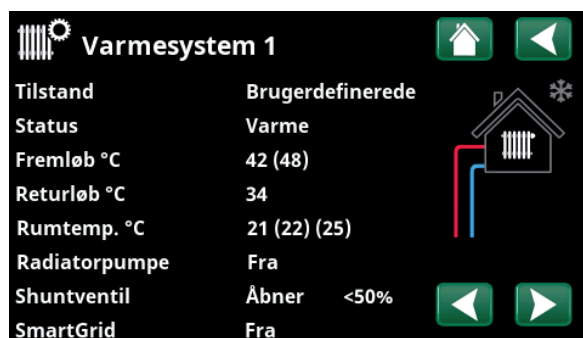 Varmesystem 1
Tilstand Brugerdefinerede
Status Varme
Fremløb °C 42 (48)
Returløb °C 34
Rumtemp. °C 21 (22) (25)
Radiatorpumpe Fra
Shuntventil Åbner <50%
SmartGrid Fra